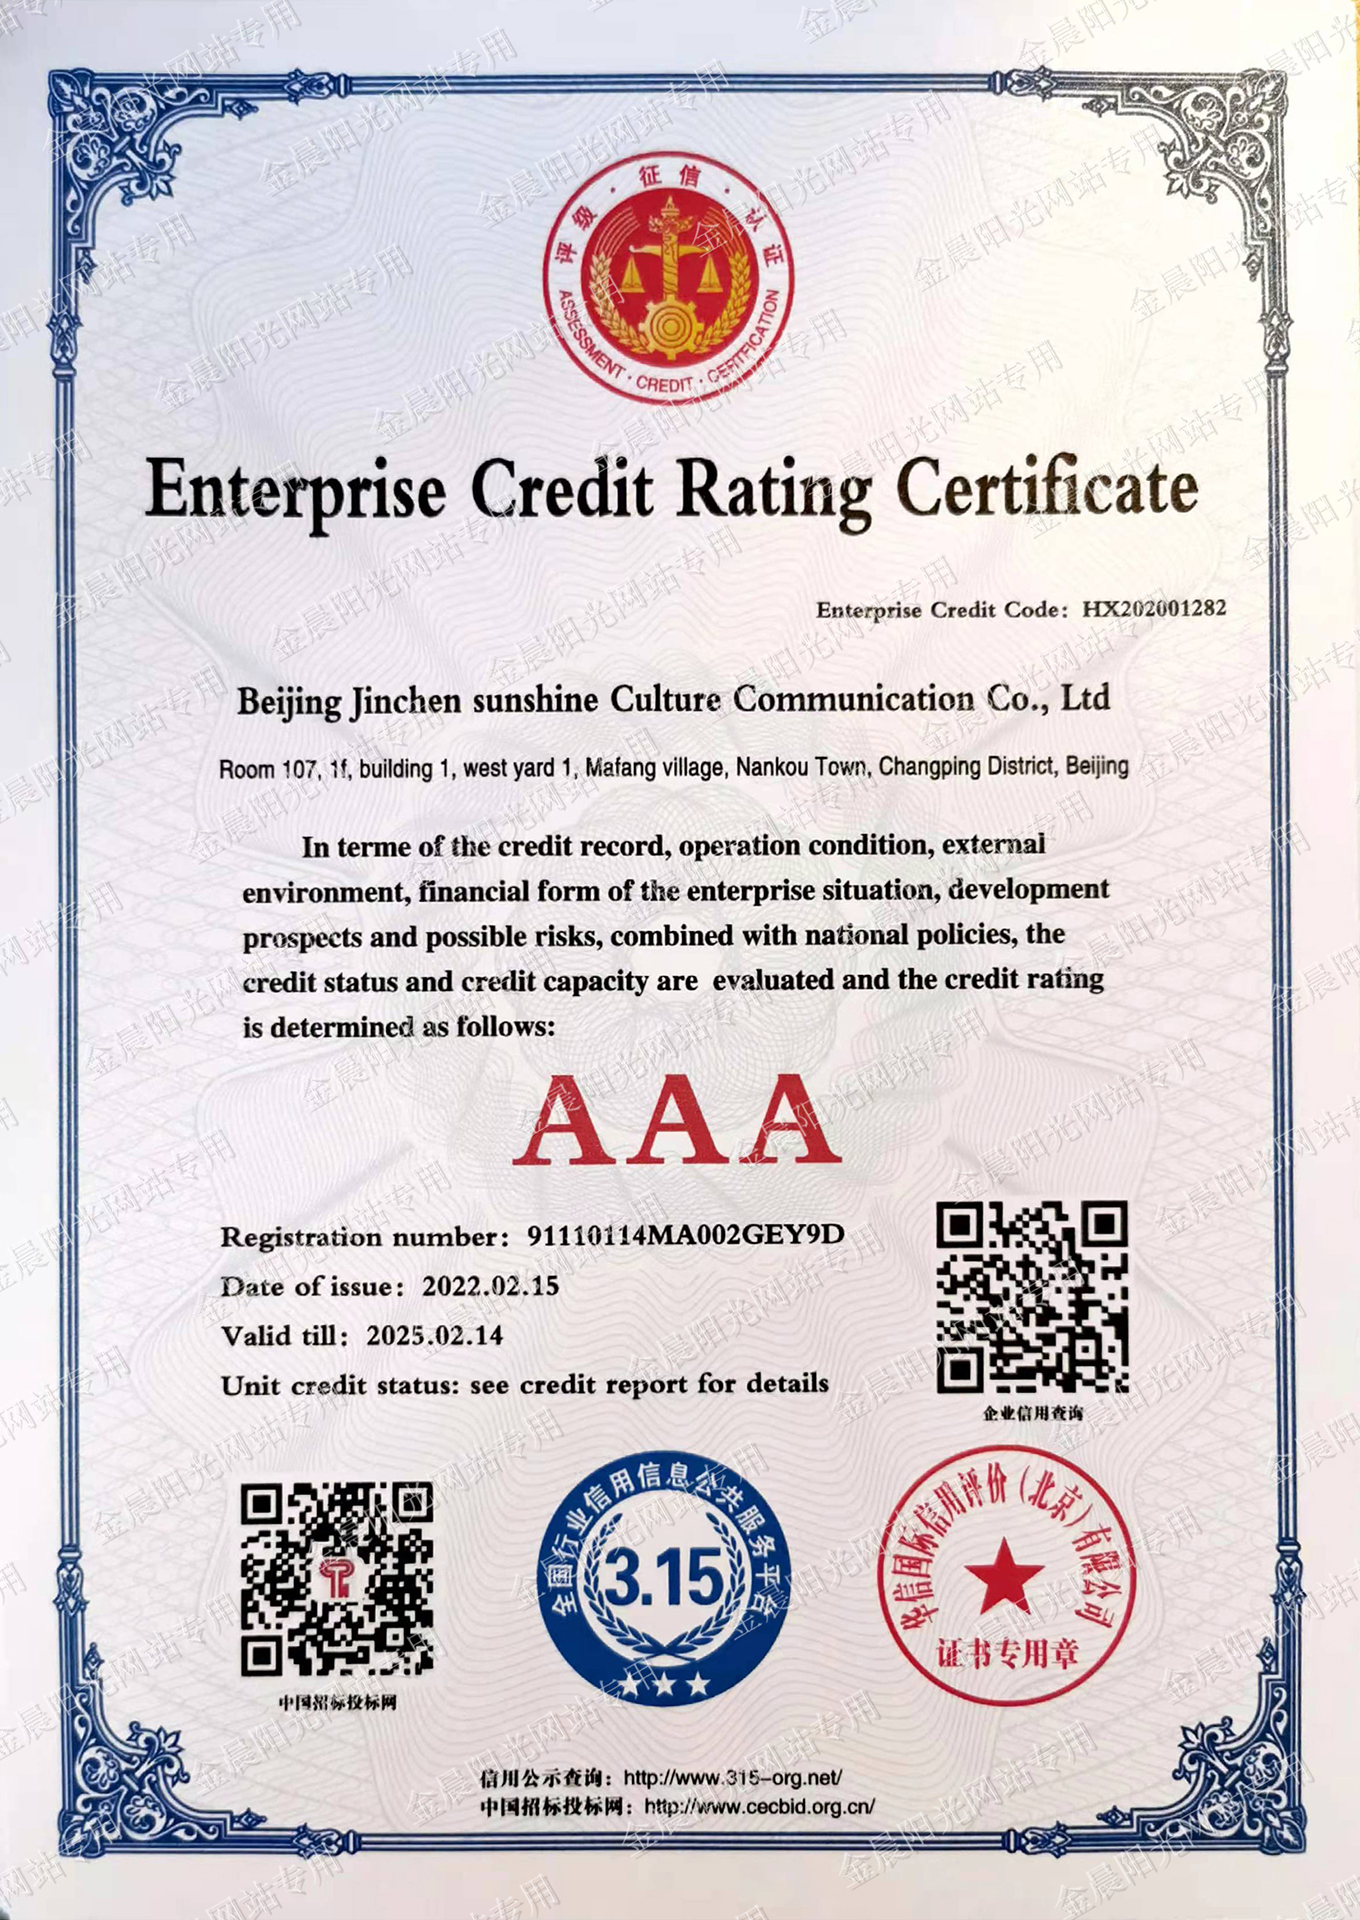 评级·征信·认证
ASSESSMENT·CREDIT·CERTFICATION
Enterprise Credit Rating Certificate
Enterprise Credit Code: HX202001282
Beijing Jinchen sunshine Culture Communication Co., Ltd
Room 107, 1f, building 1, west yard 1, Mafang village, Nankou Town, Changping District, Beijing
In terme of the credit record, operation condition, external
environment, financial form of the enterprise situation, development
prospects and possible risks, combined with national policies, the
credit status and credit capacity are evaluated and the credit rating
is determined as follows:
AAA
Registration number: 91110114MA002GEY9D
Date of issue: 2022.02.15
Valid till: 2025.02.14
Unit credit status: see credit report for details
企业信用查询
中国招标投标网
全国行业信用信息公共服务平台
3.15
华信国际信用评价（北京）有限公司
证书专用章
信用公示查询: http://www.315-org.net/
中国招标投标网: http://www.cecbid.org.cn/
金晨阳光网站专用